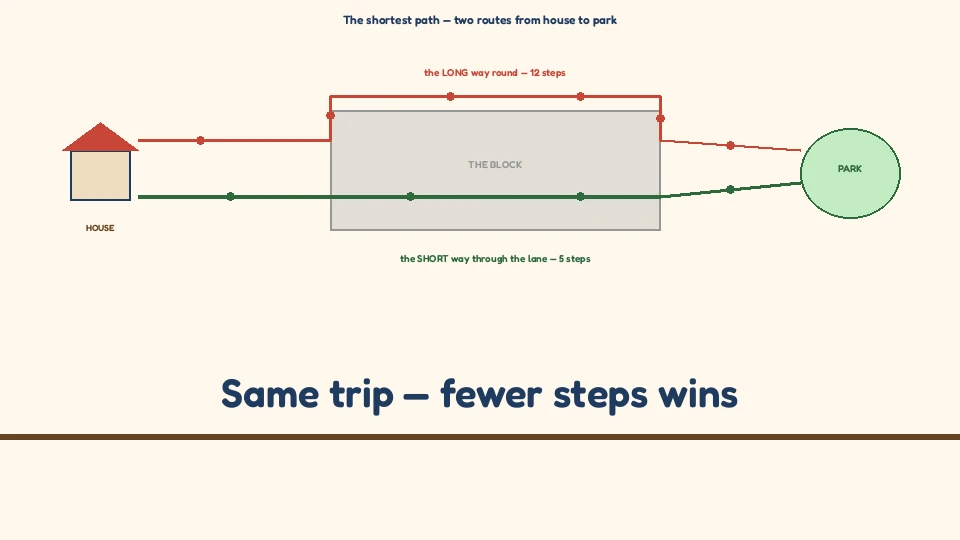 The shortest path — two routes from house to park
the LONG way round — 12 steps
THE BLOCK
PARK
HOUSE
the SHORT way through the lane — 5 steps
Same trip — fewer steps wins